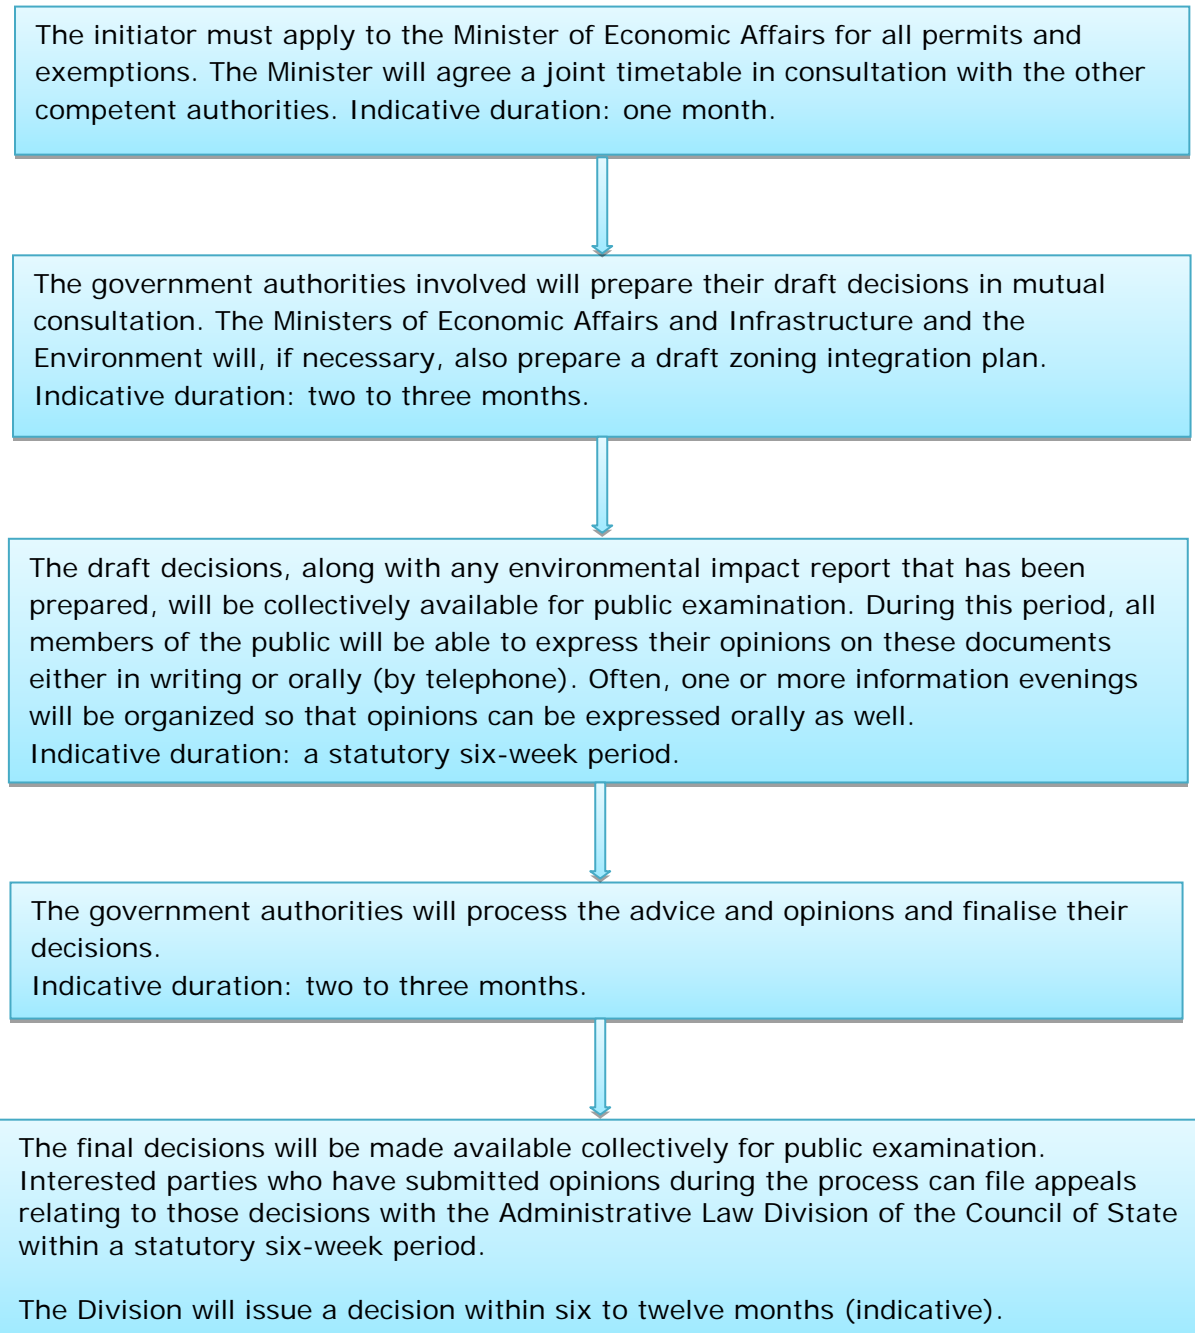 The initiator must apply to the Minister of Economic Affairs for all permits and
exemptions. The Minister will agree a joint timetable in consultation with the other
competent authorities. Indicative duration: one month.
The government authorities involved will prepare their draft decisions in mutual
consultation. The Ministers of Economic Affairs and Infrastructure and the
Environment will, if necessary, also prepare a draft zoning integration plan.
Indicative duration: two to three months.
The draft decisions, along with any environmental impact report that has been
prepared, will be collectively available for public examination. During this period, all
members of the public will be able to express their opinions on these documents
either in writing or orally (by telephone). Often, one or more information evenings
will be organized so that opinions can be expressed orally as well.
Indicative duration: a statutory six-week period.
The government authorities will process the advice and opinions and finalise their
decisions.
Indicative duration: two to three months.
The final decisions will be made available collectively for public examination.
Interested parties who have submitted opinions during the process can file appeals
relating to those decisions with the Administrative Law Division of the Council of State
within a statutory six-week period.
The Division will issue a decision within six to twelve months (indicative).